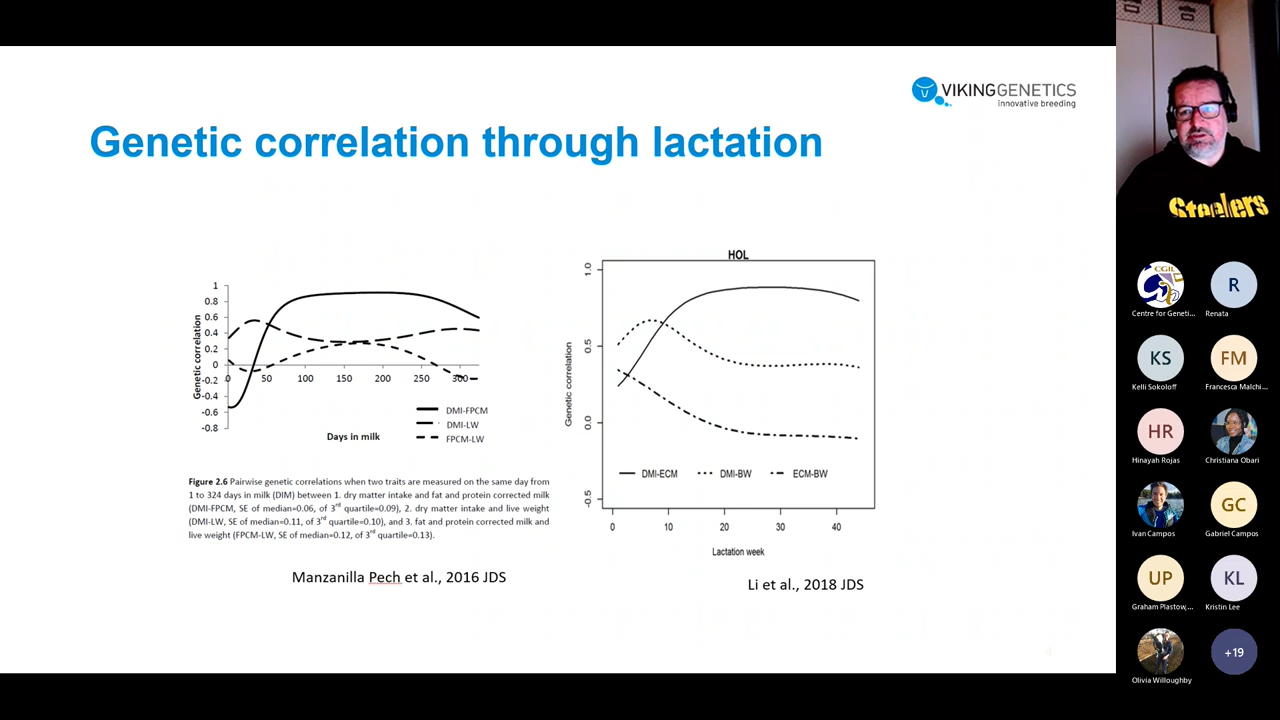 VIKINGGENETICS
innovative breeding
Genetic correlation through lactation
1
0.8
0.6
0.4
0.2
0
-0.2
-0.4
-0.6
-0.8
Genetic correlation
0 50 100 150 200 250 300
Days in milk
DMI-FPCM
DMI-LW
FPCM-LW
Figure 2.6 Pairwise genetic correlations when two traits are measured on the same day from
1 to 324 days in milk (DIM) between 1. dry matter intake and fat and protein corrected milk
(DMI-FPCM, SE of median=0.06, of 3rd quartile=0.09), 2. dry matter intake and live weight
(DMI-LW, SE of median=0.11, of 3rd quartile=0.10), and 3. fat and protein corrected milk and
live weight (FPCM-LW, SE of median=0.12, of 3rd quartile=0.13).
Manzanilla Pech et al., 2016 JDS
HOL
1.0
0.5
0.0
-0.5
Genetic correlation
DMI-ECM DMI-BW ECM-BW
0 10 20 30 40
Lactation week
Li et al., 2018 JDS
Steelers
CGIL
R
Centre for Geneti... Renata
KS FM
Kelli Sokoloff Francesca Malchi...
HR
Hinayah Rojas Christiana Obari
GC
Ivan Campos Gabriel Campos
UP KL
Graham Plastow,... Kristin Lee
+19
Olivia Willoughby